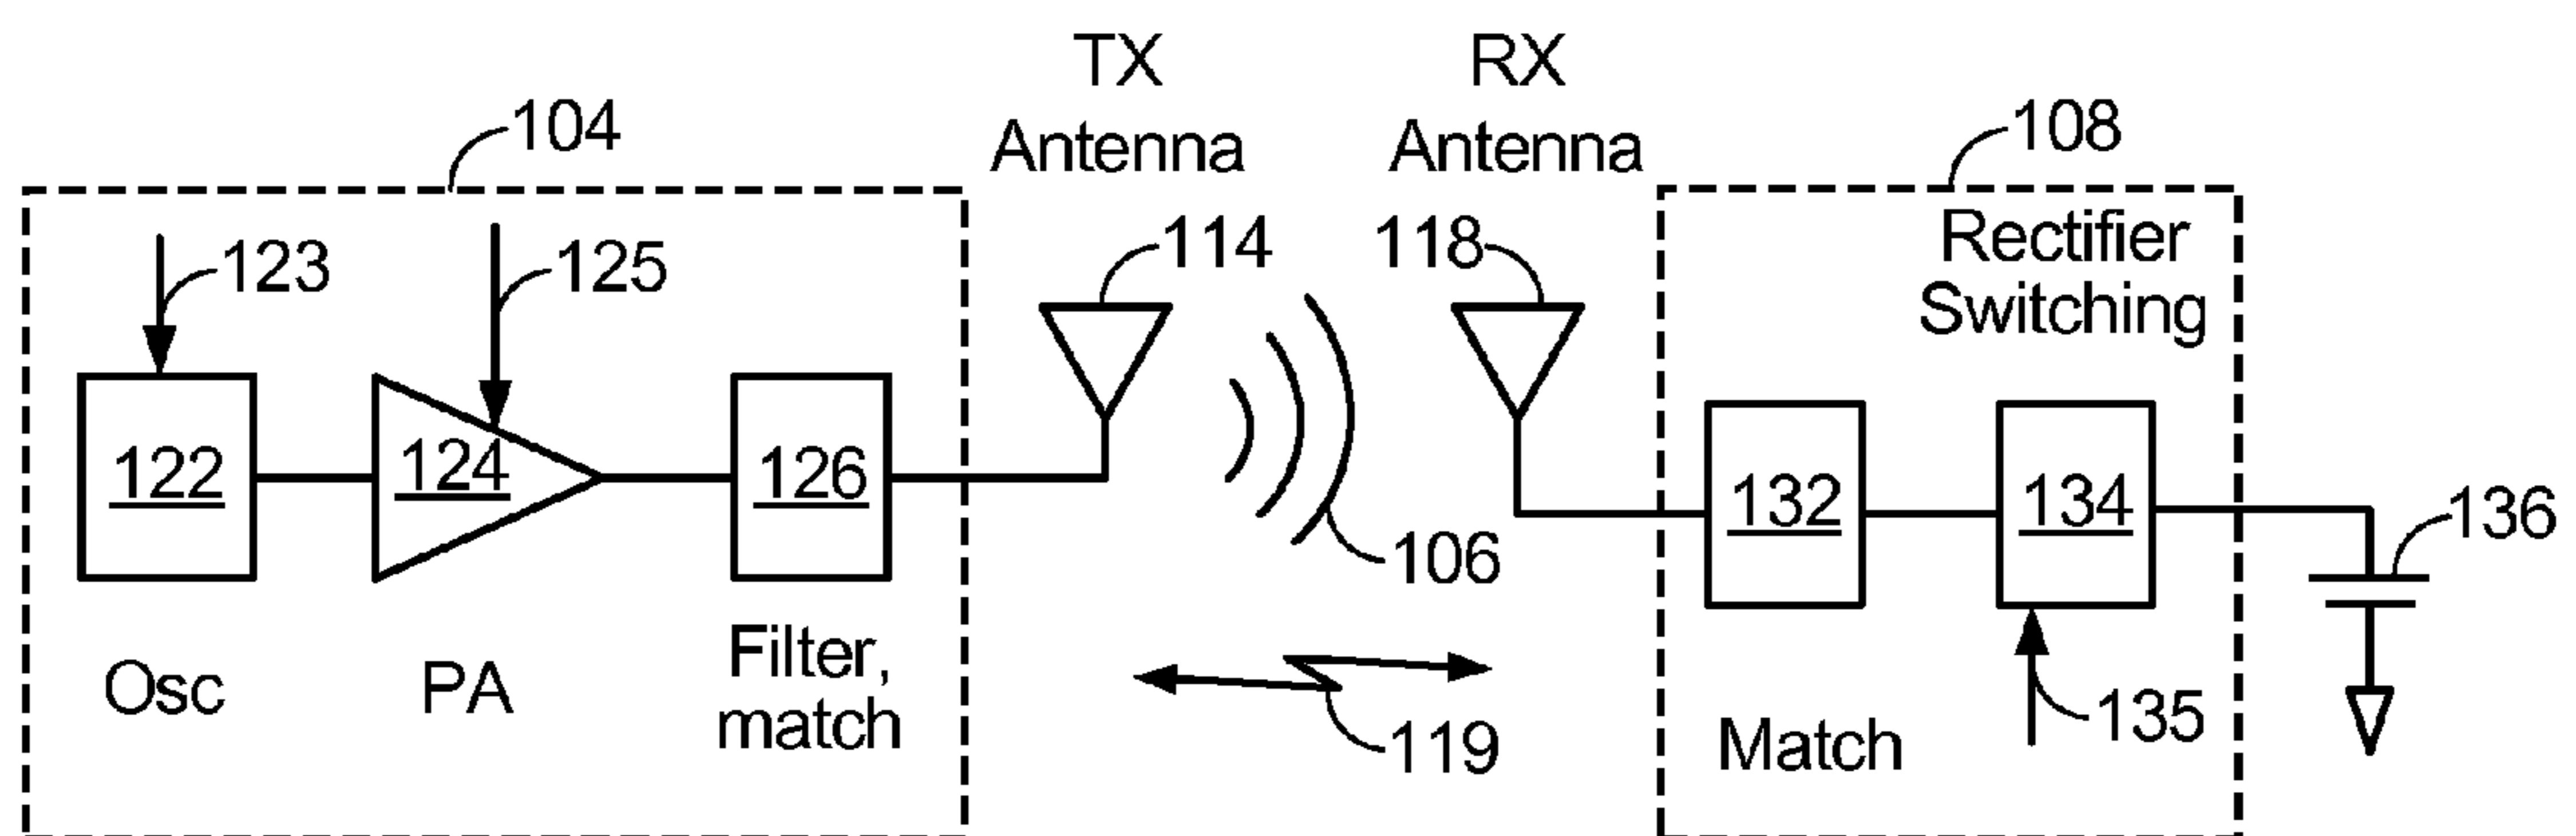 TX
Antenna
RX
Antenna
104
108
123
125
114
118
Rectifier
Switching
122
124
126
132
134
136
106
Osc
PA
Filter,
match
119
Match
135